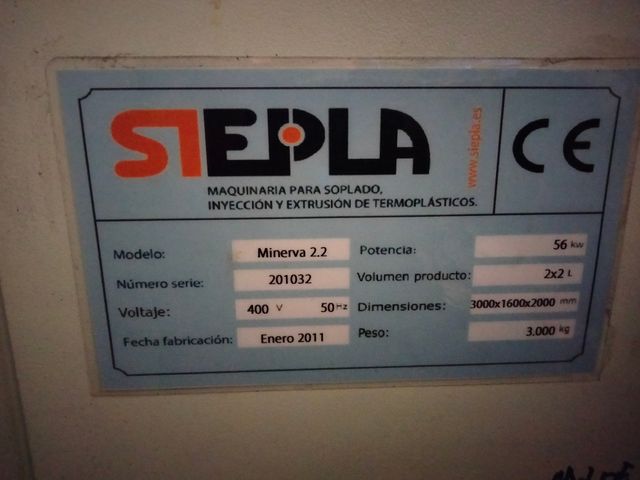 SIEPLA
www.siepla.es
CE
MAQUINARIA PARA SOPLADO,
INYECCIÓN Y EXTRUSIÓN DE TERMOPLÁSTICOS.
Modelo: Minerva 2.2
Número serie: 201032
Voltaje: 400 V 50 Hz
Fecha fabricación: Enero 2011
Potencia: 56 kw
Volumen producto: 2x2 L
Dimensiones: 3000x1600x2000 mm
Peso: 3.000 kg